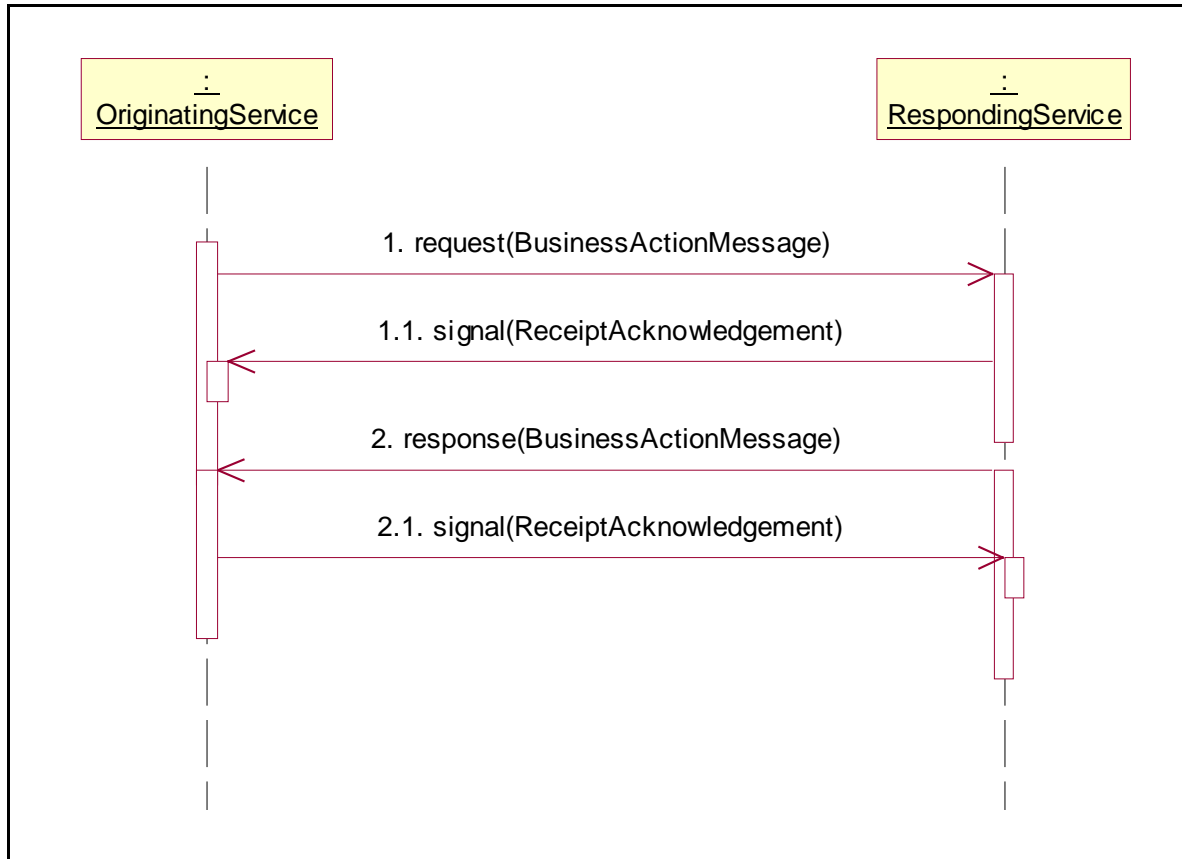 :
OriginatingService
:
RespondingService
1. request(BusinessActionMessage)
1.1. signal(ReceiptAcknowledgement)
2. response(BusinessActionMessage)
2.1. signal(ReceiptAcknowledgement)